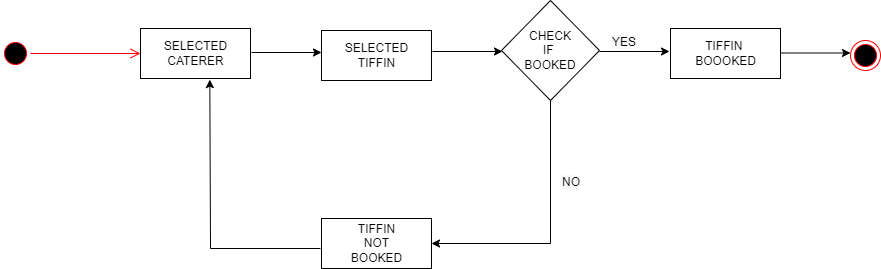 SELECTED
CATERER
SELECTED
TIFFIN
CHECK
IF
BOOKED
YES
TIFFIN
BOOOKED
NO
TIFFIN
NOT
BOOKED